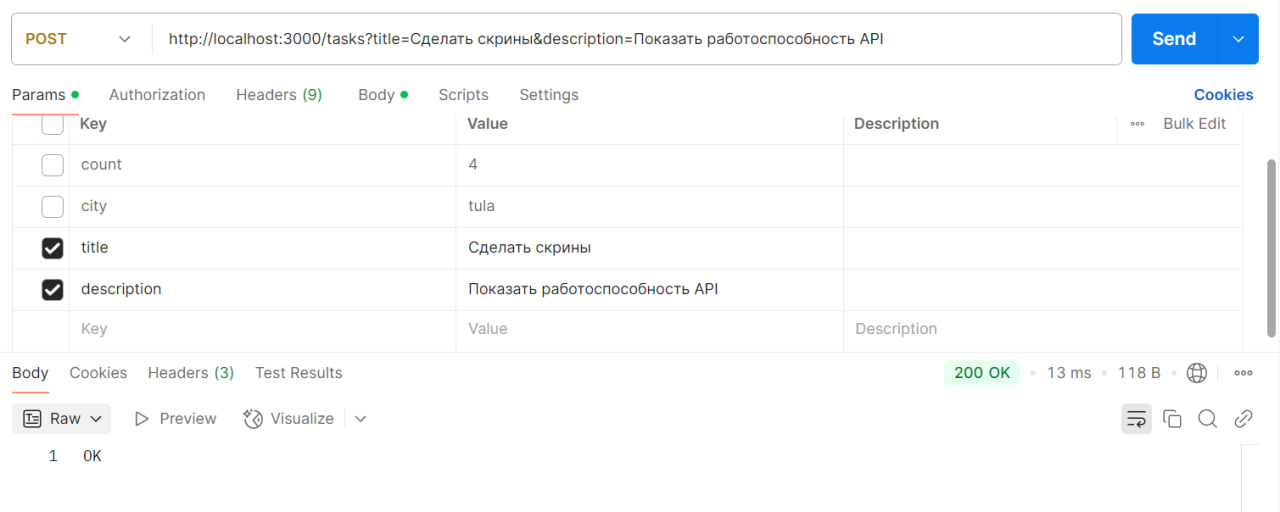 POST http://localhost:3000/tasks?title=Сделать скрины&description=Показать работоспособность API Send
Params Authorization Headers (9) Body Scripts Settings Cookies
Key Value Description Bulk Edit
count 4
city tula
title Сделать скрины
description Показать работоспособность API
Key Value Description
Body Cookies Headers (3) Test Results 200 OK 13 ms 118 B
Raw Preview Visualize
1 OK